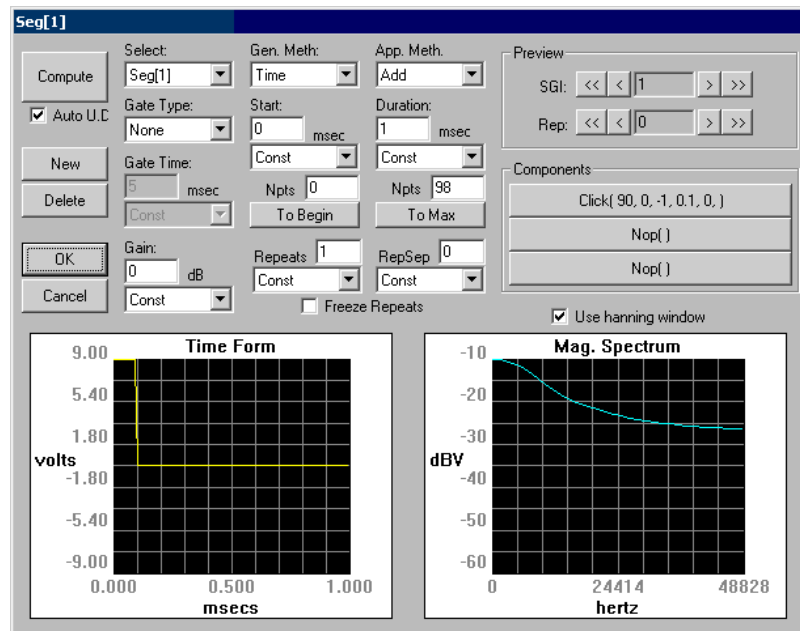 Seg[1]
Compute
Auto U.D
New
Delete
OK
Cancel
Select:
Seg[1]
Gate Type:
None
Gate Time:
5 msec
Const
Gain:
0 dB
Const
Gen. Meth:
Time
Start:
0 msec
Const
Npts 0
To Begin
Repeats 1
Const
App. Meth.
Add
Duration:
1 msec
Const
Npts 98
To Max
RepSep 0
Const
Freeze Repeats
Preview
SGI: << < 1 > >>
Rep: << < 0 > >>
Components
Click( 90, 0, -1, 0.1, 0, )
Nop( )
Nop( )
Use hanning window
Time Form
9.00
5.40
1.80
volts
-1.80
-5.40
-9.00
0.000 0.500 1.000
msecs
Mag. Spectrum
-10
-20
-30
dBV
-40
-50
-60
0 24414 48828
hertz